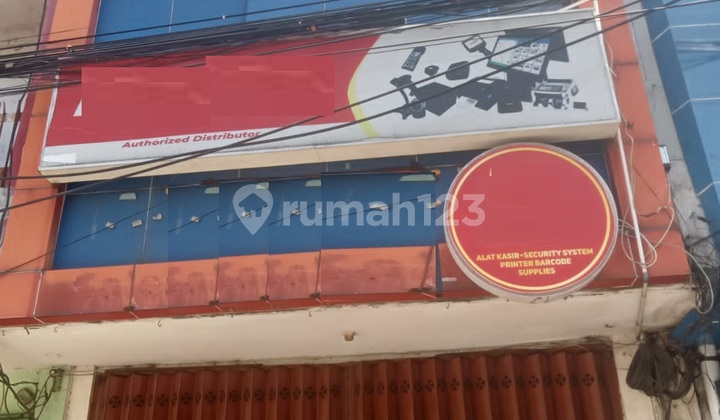 Authorized Distributor
rumah123
ALAT KASIR•SECURITY SYSTEM
PRINTER BARCODE
SUPPLIES